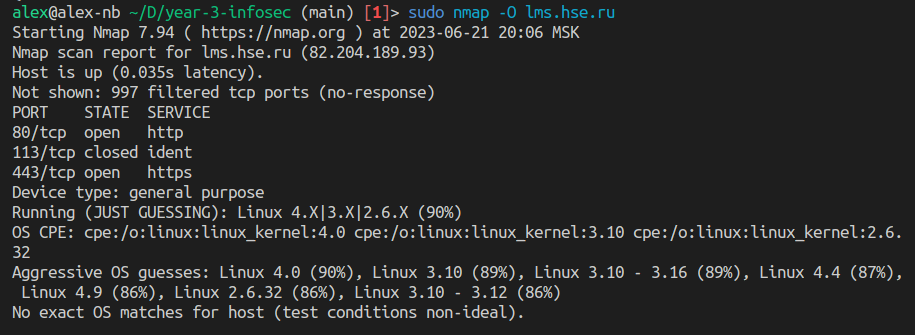 alex@alex-nb ~/D/year-3-infosec (main) [1]> sudo nmap -O lms.hse.ru
Starting Nmap 7.94 ( https://nmap.org ) at 2023-06-21 20:06 MSK
Nmap scan report for lms.hse.ru (82.204.189.93)
Host is up (0.035s latency).
Not shown: 997 filtered tcp ports (no-response)
PORT    STATE  SERVICE
80/tcp  open   http
113/tcp closed ident
443/tcp open   https
Device type: general purpose
Running (JUST GUESSING): Linux 4.X|3.X|2.6.X (90%)
OS CPE: cpe:/o:linux:linux_kernel:4.0 cpe:/o:linux:linux_kernel:3.10 cpe:/o:linux:linux_kernel:2.6.
32
Aggressive OS guesses: Linux 4.0 (90%), Linux 3.10 (89%), Linux 3.10 - 3.16 (89%), Linux 4.4 (87%),
 Linux 4.9 (86%), Linux 2.6.32 (86%), Linux 3.10 - 3.12 (86%)
No exact OS matches for host (test conditions non-ideal).